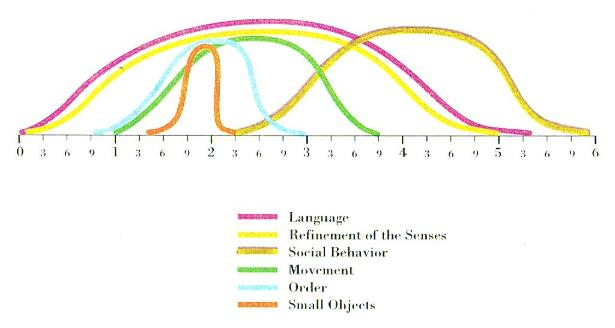 0 3 6 9 1 3 6 9 2 3 6 9 3 3 6 9 4 3 6 9 5 3 6 9 6
Language
Refinement of the Senses
Social Behavior
Movement
Order
Small Objects